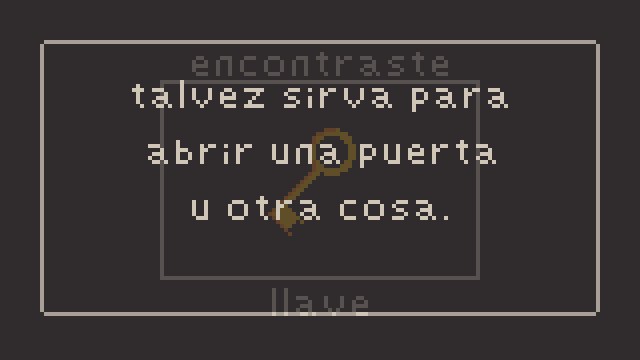 encontraste
talvez sirva para
abrir una puerta
u otra cosa.
llave